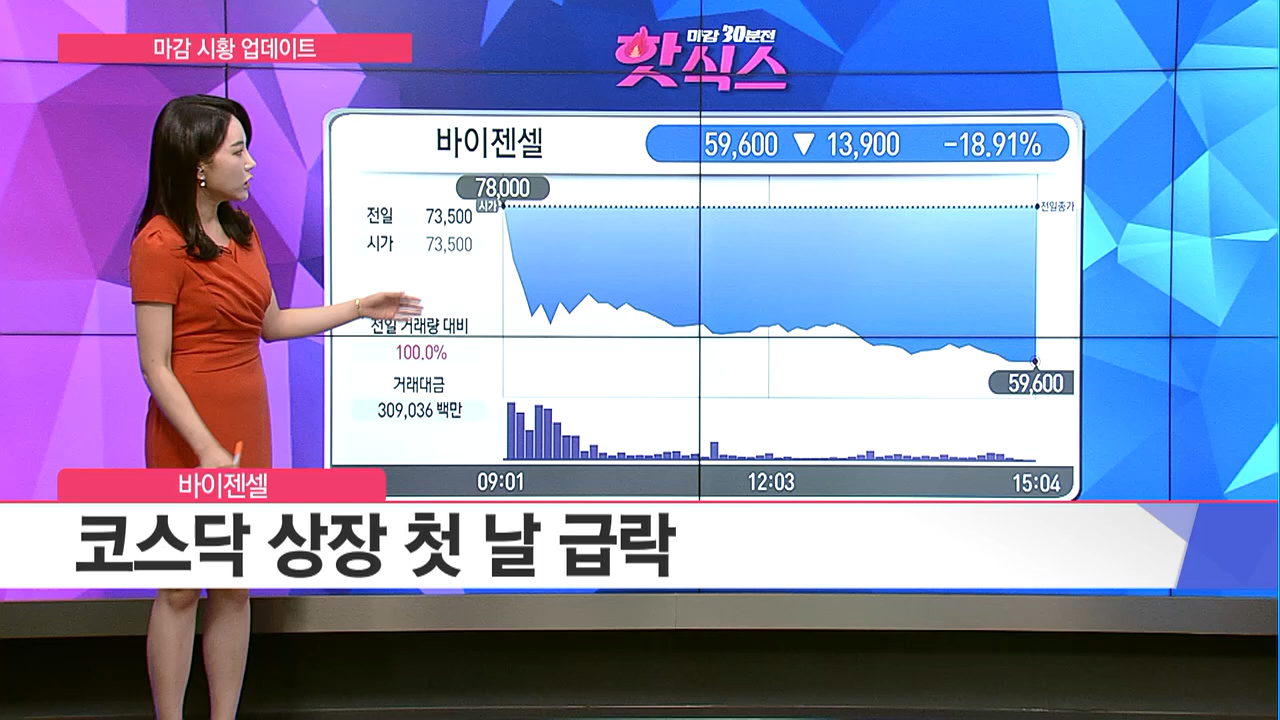 마감 시황 업데이트
마감 30분전
핫식스
바이젠셀
59,600 ▼ 13,900 -18.91%
78,000
시가
전일종가
전일 73,500
시가 73,500
전일 거래량 대비
100.0%
거래대금
309,036 백만
59,600
09:01 12:03 15:04
바이젠셀
코스닥 상장 첫 날 급락